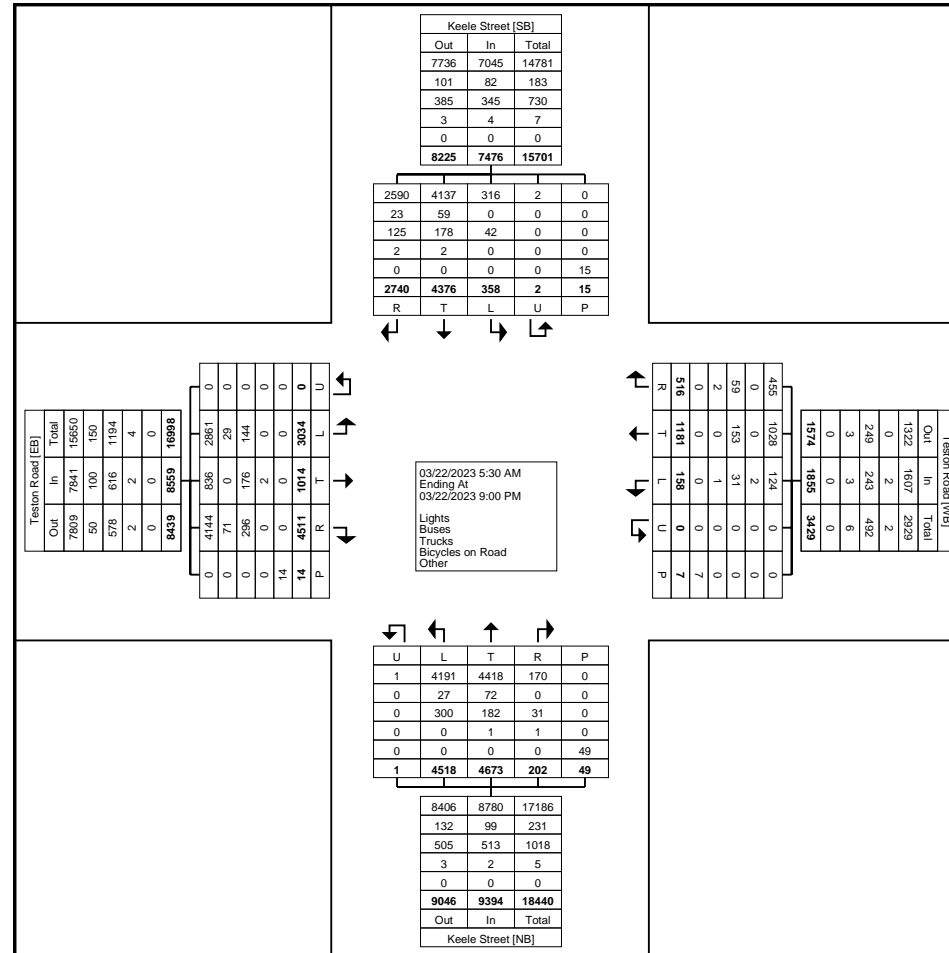 Keele Street [SB]
Out In Total
7736 7045 14781
101 82 183
385 345 730
3 4 7
0 0 0
8225 7476 15701
2590 4137 316 2 0
23 59 0 0 0
125 178 42 0 0
2 2 0 0 0
0 0 0 0 15
2740 4376 358 2 15
R T L U P
Teston Road [EB]
Out In Total
7809 7841 15650
50 100 150
578 616 1194
2 2 4
0 0 0
8439 8559 16998
0 4144 836 2861 0
0 71 0 29 0
0 296 176 144 0
0 0 2 0 0
14 0 0 0 0
14 4511 1014 3034 0
P R T L U
03/22/2023 5:30 AM
Ending At
03/22/2023 9:00 PM
Lights
Buses
Trucks
Bicycles on Road
Other
Teston Road [WB]
Out In Total
1322 1607 2929
0 2 2
249 243 492
3 3 6
0 0 0
1574 1855 3429
455 1028 124 0 0
0 0 2 0 0
59 153 31 0 0
2 0 1 0 0
0 0 0 0 7
516 1181 158 0 7
R T L U P
U L T R P
1 4191 4418 170 0
0 27 72 0 0
0 300 182 31 0
0 0 1 1 0
0 0 0 0 49
1 4518 4673 202 49
8406 8780 17186
132 99 231
505 513 1018
3 2 5
0 0 0
9046 9394 18440
Out In Total
Keele Street [NB]